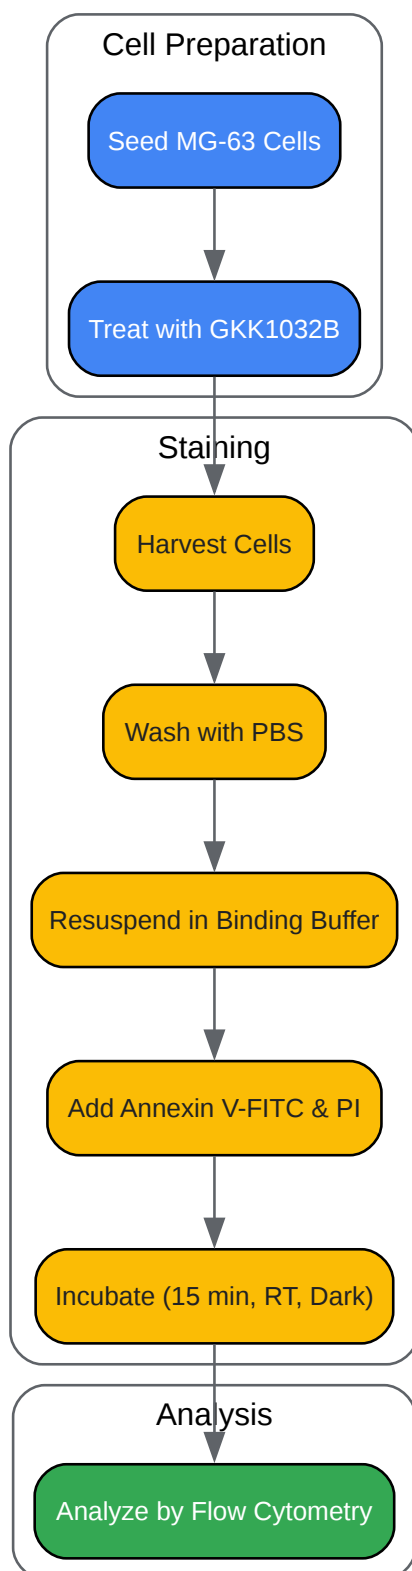 Cell Preparation
Seed MG-63 Cells
Treat with GKK1032B
Staining
Harvest Cells
Wash with PBS
Resuspend in Binding Buffer
Add Annexin V-FITC & PI
Incubate (15 min, RT, Dark)
Analysis
Analyze by Flow Cytometry